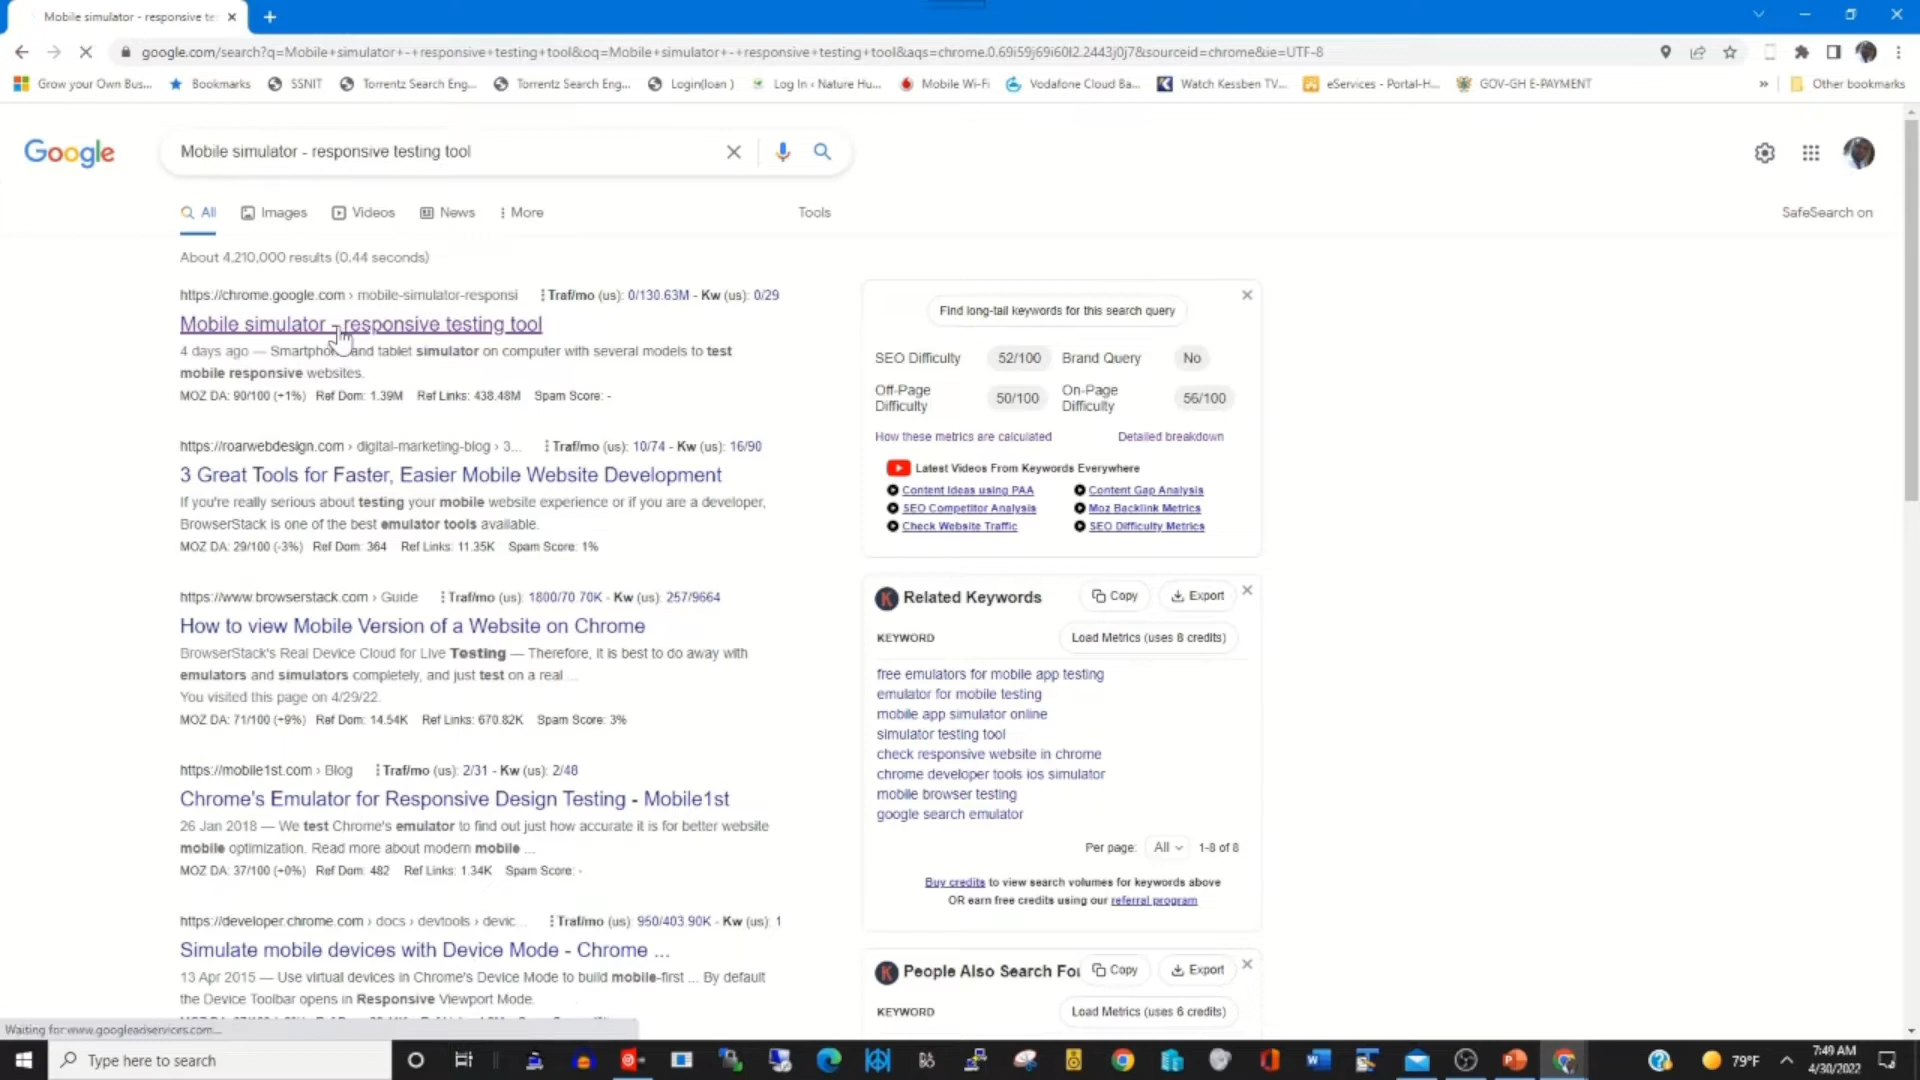 Mobile simulator - responsive te
google.com/search?q=Mobile+simulator+-+responsive+testing+tool&oq=Mobile+simulator+-+responsive+testing+tool&aqs=chrome.0.69i59j69i60l2.2443j0j7&sourceid=chrome&ie=UTF-8
Grow your Own Bus... Bookmarks SSNIT Torrentz Search Eng... Torrentz Search Eng... Login(loan ) Log In ‹ Nature Hu... Mobile Wi-Fi Vodafone Cloud Ba... Watch Kessben TV... eServices - Portal-H... GOV-GH E-PAYMENT » Other bookmarks
Google
Mobile simulator - responsive testing tool
All Images Videos News More Tools SafeSearch on
About 4,210,000 results (0.44 seconds)
https://chrome.google.com › mobile-simulator-responsi Traf/mo (us): 0/130.63M - Kw (us): 0/29
Mobile simulator - responsive testing tool
4 days ago — Smartphone and tablet simulator on computer with several models to test
mobile responsive websites.
MOZ DA: 90/100 (+1%) Ref Dom: 1.39M Ref Links: 438.48M Spam Score: -
https://roarwebdesign.com › digital-marketing-blog › 3... Traf/mo (us): 10/74 - Kw (us): 16/90
3 Great Tools for Faster, Easier Mobile Website Development
If you're really serious about testing your mobile website experience or if you are a developer,
BrowserStack is one of the best emulator tools available.
MOZ DA: 29/100 (-3%) Ref Dom: 364 Ref Links: 11.35K Spam Score: 1%
https://www.browserstack.com › Guide Traf/mo (us): 1800/70.70K - Kw (us): 257/9664
How to view Mobile Version of a Website on Chrome
BrowserStack's Real Device Cloud for Live Testing — Therefore, it is best to do away with
emulators and simulators completely, and just test on a real ...
You visited this page on 4/29/22.
MOZ DA: 71/100 (+9%) Ref Dom: 14.54K Ref Links: 670.82K Spam Score: 3%
https://mobile1st.com › Blog Traf/mo (us): 2/31 - Kw (us): 2/48
Chrome's Emulator for Responsive Design Testing - Mobile1st
26 Jan 2018 — We test Chrome's emulator to find out just how accurate it is for better website
mobile optimization. Read more about modern mobile ...
MOZ DA: 37/100 (+0%) Ref Dom: 482 Ref Links: 1.34K Spam Score: -
https://developer.chrome.com › docs › devtools › devic... Traf/mo (us): 950/403.90K - Kw (us): 1
Simulate mobile devices with Device Mode - Chrome ...
13 Apr 2015 — Use virtual devices in Chrome's Device Mode to build mobile-first ... By default
the Device Toolbar opens in Responsive Viewport Mode.
Find long-tail keywords for this search query
SEO Difficulty 52/100 Brand Query No
Off-Page Difficulty 50/100 On-Page Difficulty 56/100
How these metrics are calculated Detailed breakdown
Latest Videos From Keywords Everywhere
Content Ideas using PAA Content Gap Analysis
SEO Competitor Analysis Moz Backlink Metrics
Check Website Traffic SEO Difficulty Metrics
Related Keywords Copy Export
KEYWORD Load Metrics (uses 8 credits)
free emulators for mobile app testing
emulator for mobile testing
mobile app simulator online
simulator testing tool
check responsive website in chrome
chrome developer tools ios simulator
mobile browser testing
google search emulator
Per page: All 1-8 of 8
Buy credits to view search volumes for keywords above
OR earn free credits using our referral program
People Also Search For Copy Export
KEYWORD Load Metrics (uses 6 credits)
Waiting for www.googleadservices.com...
Type here to search
79°F
7:49 AM
4/30/2022